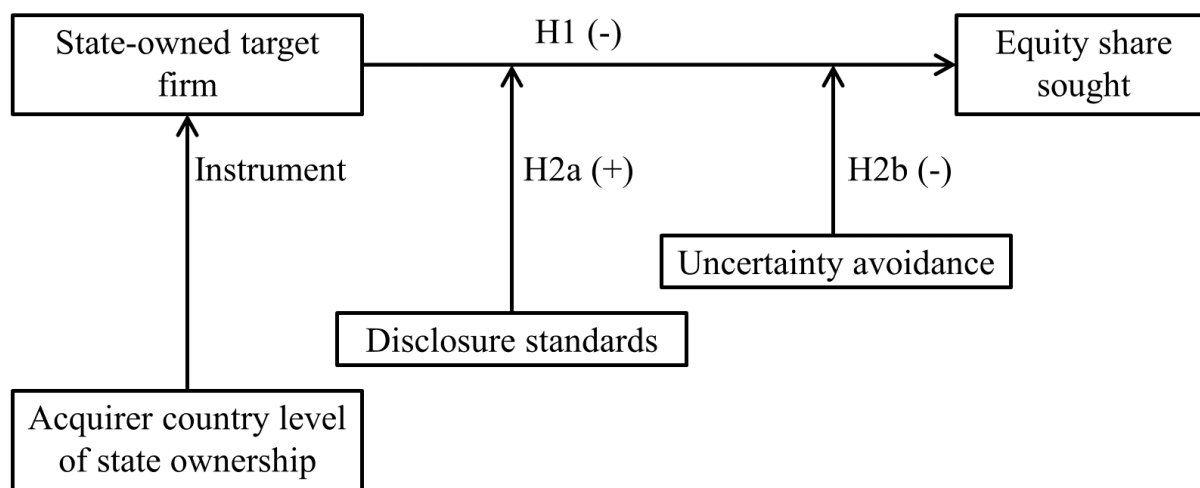 State-owned target
firm
H1 (-)
Equity share
sought
Instrument
H2a (+)
H2b (-)
Uncertainty avoidance
Disclosure standards
Acquirer country level
of state ownership